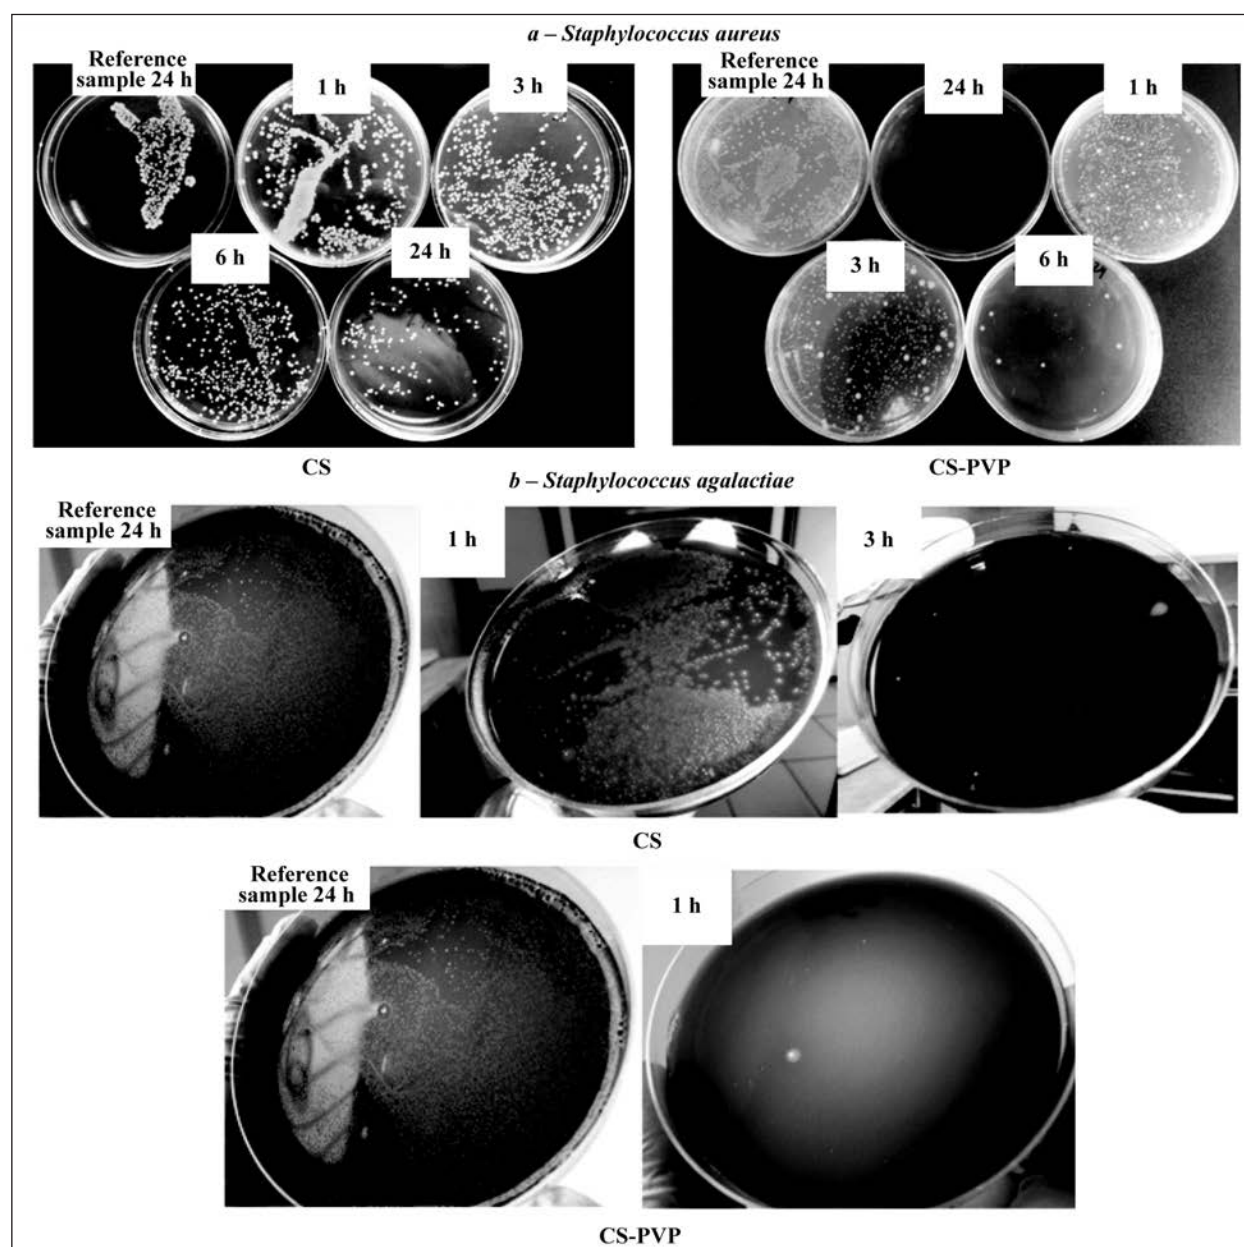 a – Staphylococcus aureus
Reference
sample 24 h
1 h
3 h
6 h
24 h
Reference
sample 24 h
24 h
1 h
3 h
6 h
CS
CS-PVP
b – Staphylococcus agalactiae
Reference
sample 24 h
1 h
3 h
CS
Reference
sample 24 h
1 h
CS-PVP